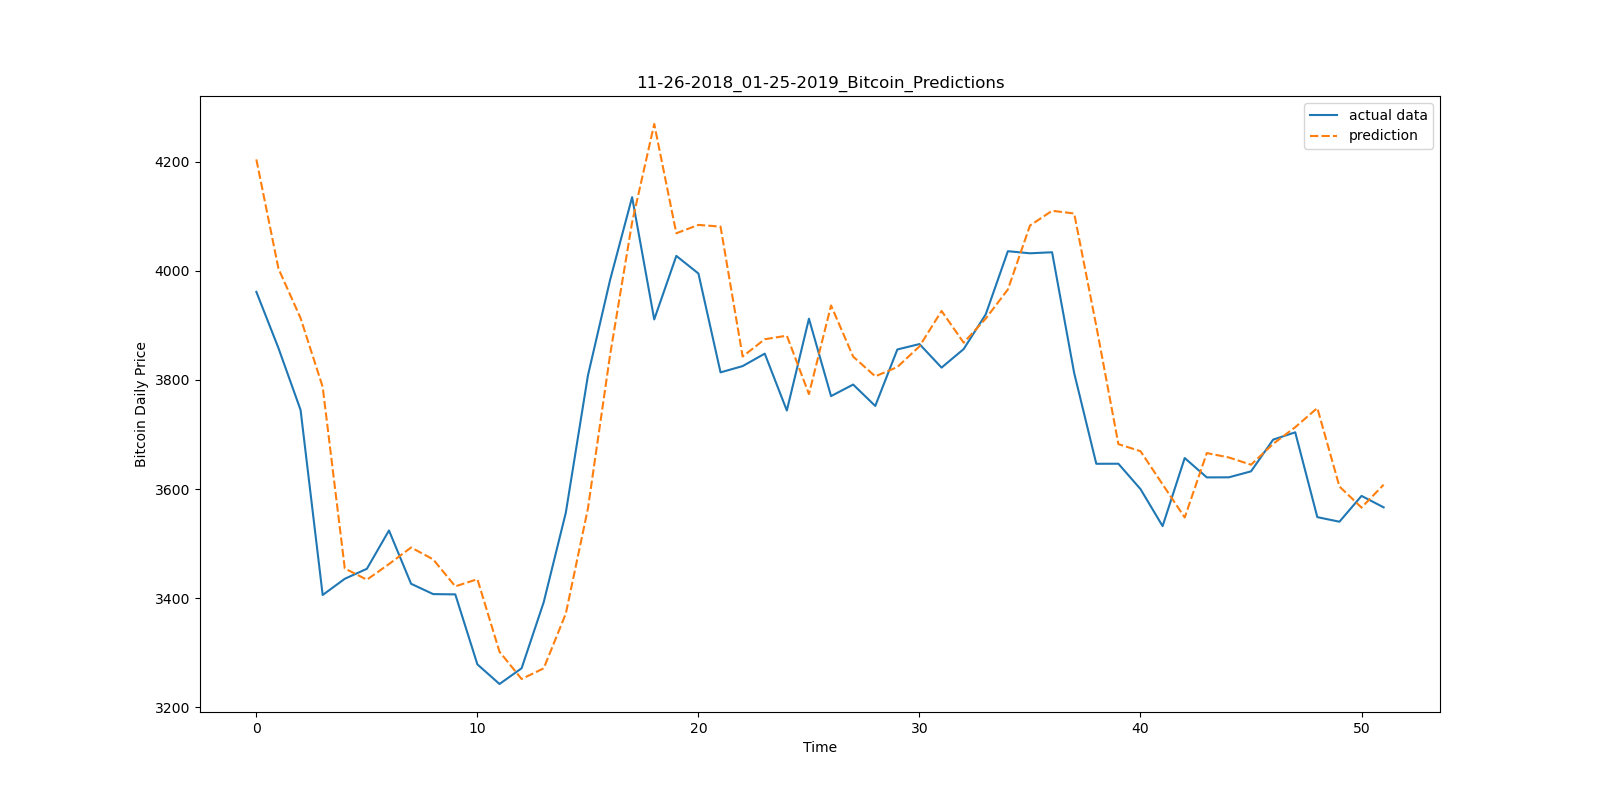 11-26-2018_01-25-2019_Bitcoin_Predictions
actual data
prediction
Bitcoin Daily Price
4200
4000
3800
3600
3400
3200
0 10 20 30 40 50
Time